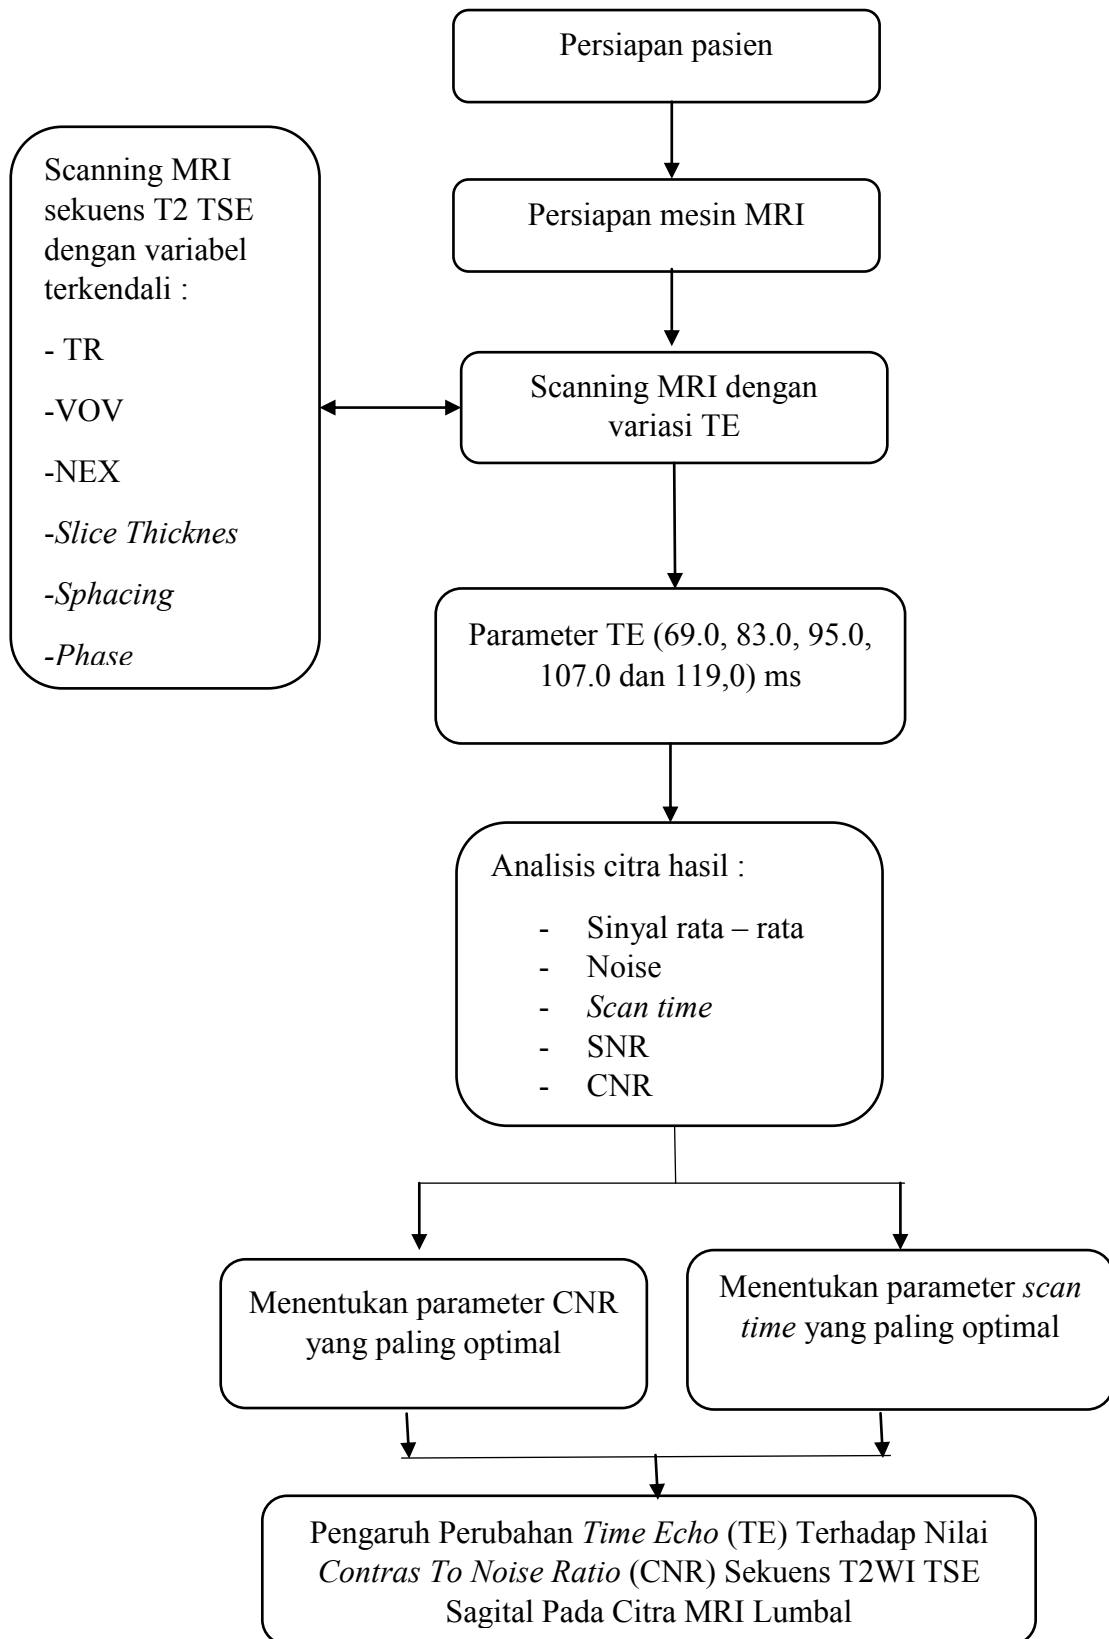 Persiapan pasien
Persiapan mesin MRI
Scanning MRI
sekuens T2 TSE
dengan variabel
terkendali :
- TR
-VOV
-NEX
-Slice Thicknes
-Sphacing
-Phase
Scanning MRI dengan
variasi TE
Parameter TE (69.0, 83.0, 95.0,
107.0 dan 119,0) ms
Analisis citra hasil :
- Sinyal rata – rata
- Noise
- Scan time
- SNR
- CNR
Menentukan parameter CNR
yang paling optimal
Menentukan parameter scan
time yang paling optimal
Pengaruh Perubahan Time Echo (TE) Terhadap Nilai
Contras To Noise Ratio (CNR) Sekuens T2WI TSE
Sagital Pada Citra MRI Lumbal